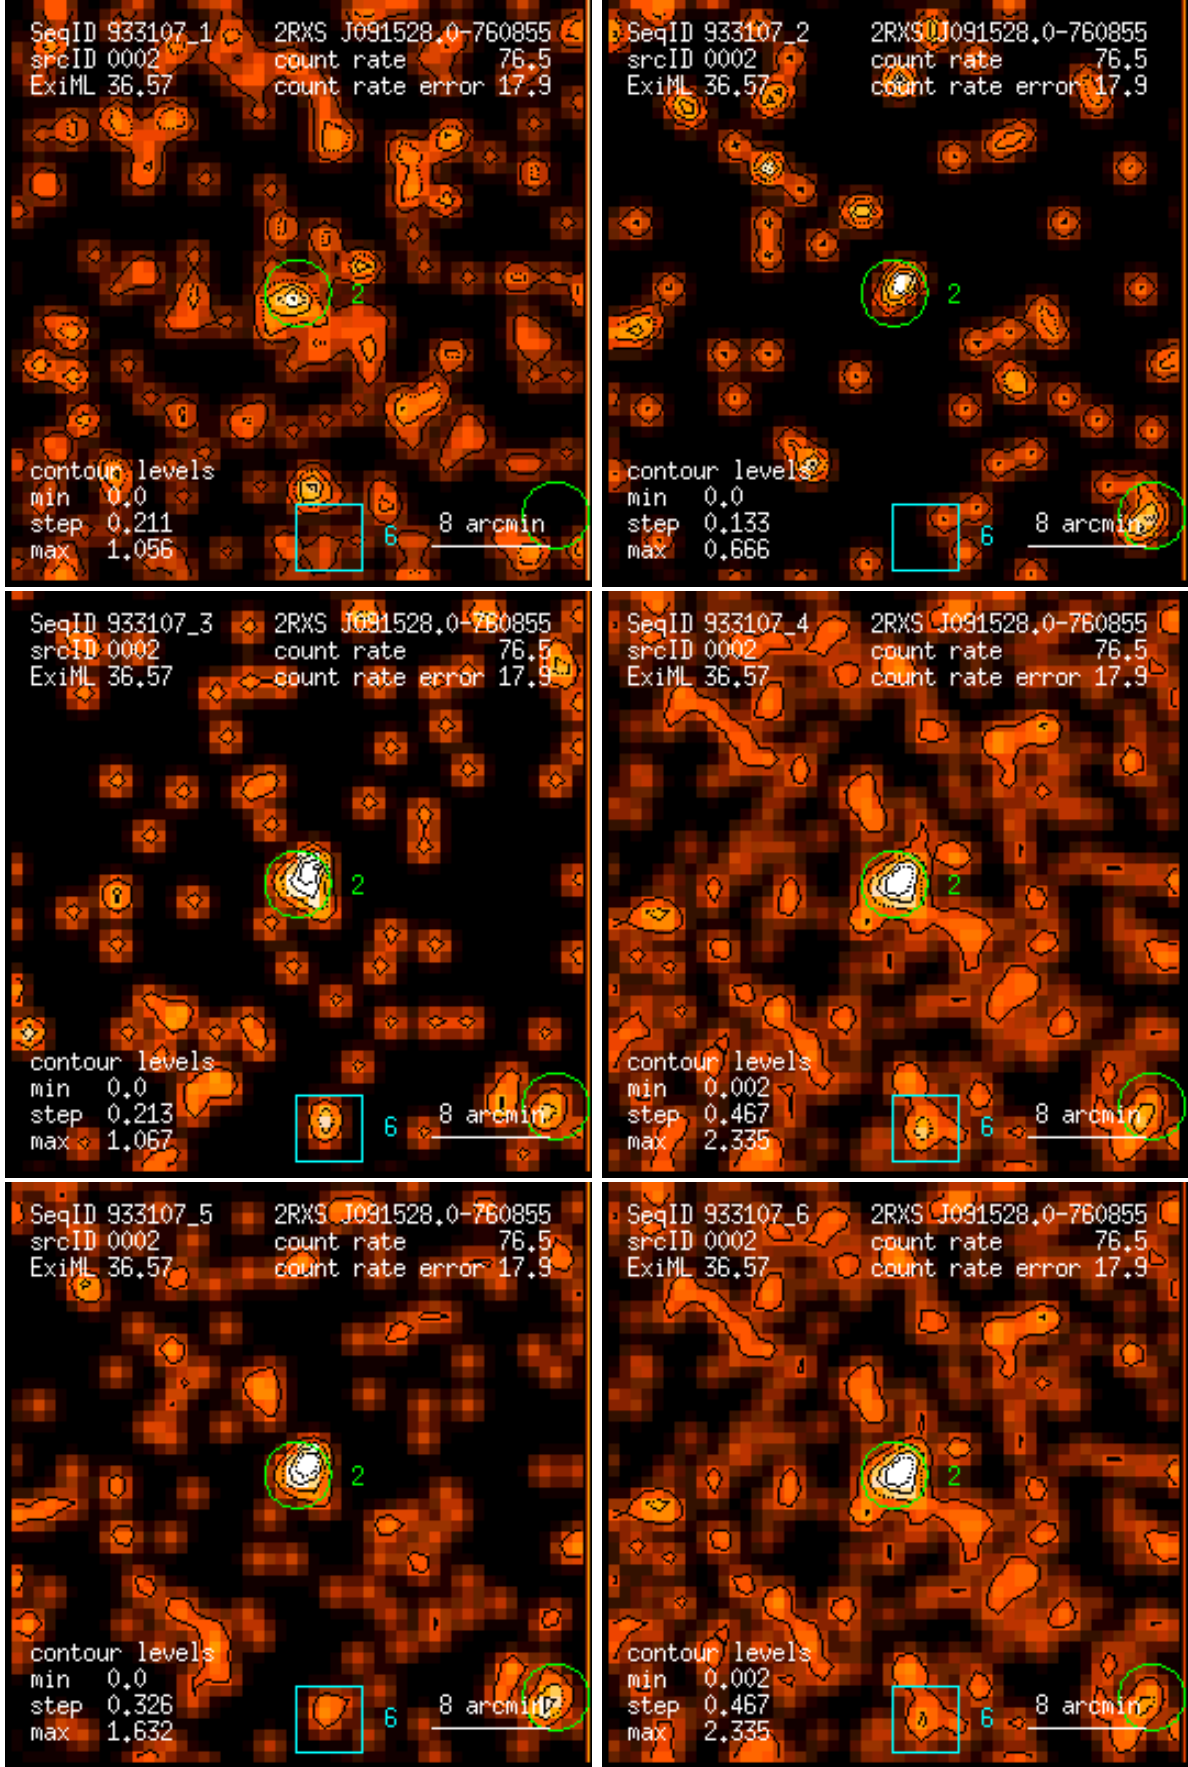 SeqID 933107_1 2RXS J091528.0-760855
srcID 0002 count rate 76.5
ExiML 36.57 count rate error 17.9
2
contour levels
min 0.0
step 0.211
max 1.056
6
8 arcmin
SeqID 933107_2 2RXS J091528.0-760855
srcID 0002 count rate 76.5
ExiML 36.57 count rate error 17.9
2
contour levels
min 0.0
step 0.133
max 0.666
6
8 arcmin
SeqID 933107_3 2RXS J091528.0-760855
srcID 0002 count rate 76.5
ExiML 36.57 count rate error 17.9
2
contour levels
min 0.0
step 0.213
max 1.067
6
8 arcmin
SeqID 933107_4 2RXS J091528.0-760855
srcID 0002 count rate 76.5
ExiML 36.57 count rate error 17.9
2
contour levels
min 0.002
step 0.467
max 2.335
6
8 arcmin
SeqID 933107_5 2RXS J091528.0-760855
srcID 0002 count rate 76.5
ExiML 36.57 count rate error 17.9
2
contour levels
min 0.0
step 0.326
max 1.632
6
8 arcmin
SeqID 933107_6 2RXS J091528.0-760855
srcID 0002 count rate 76.5
ExiML 36.57 count rate error 17.9
2
contour levels
min 0.002
step 0.467
max 2.335
6
8 arcmin